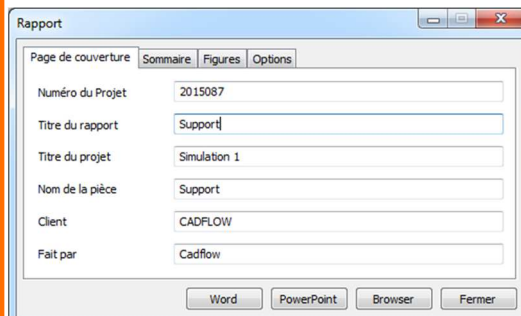 Rapport
Page de couverture Sommaire Figures Options
Numéro du Projet 2015087
Titre du rapport Support
Titre du projet Simulation 1
Nom de la pièce Support
Client CADFLOW
Fait par Cadflow
Word PowerPoint Browser Fermer